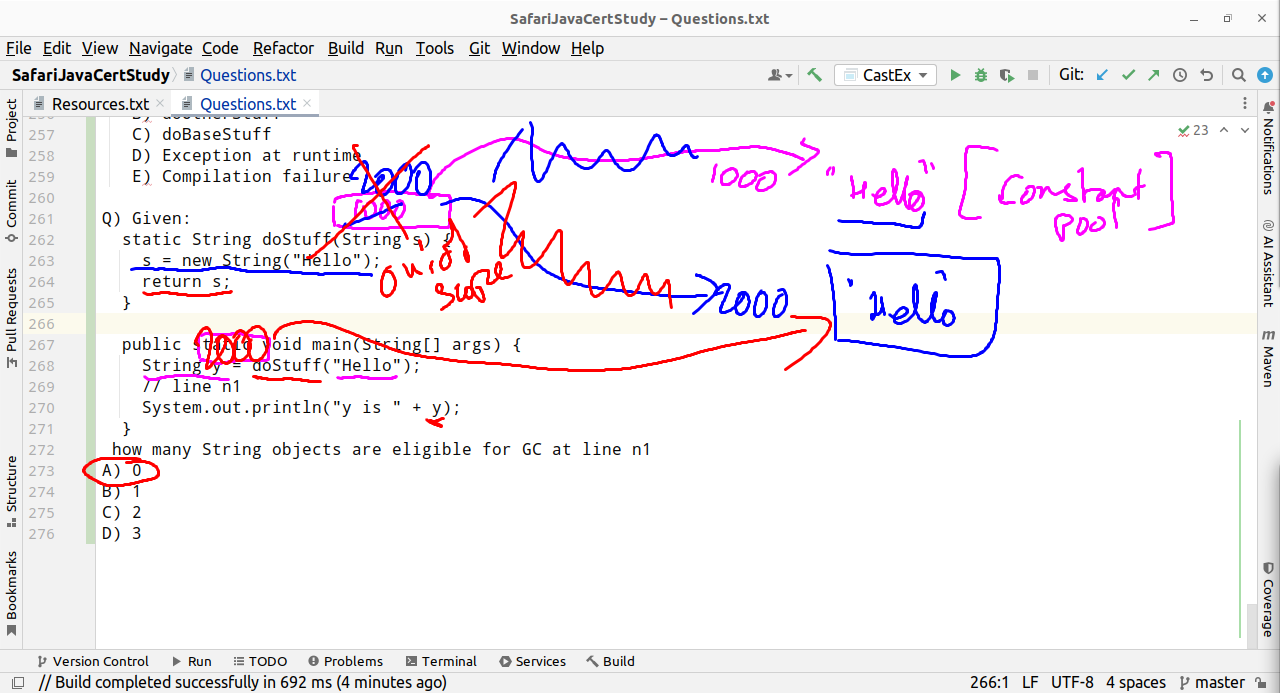 SafariJavaCertStudy – Questions.txt
File Edit View Navigate Code Refactor Build Run Tools Git Window Help
SafariJavaCertStudy Questions.txt CastEx Git:
Resources.txt Questions.txt
257 C) doBaseStuff
23
258 D) Exception at runtime
259 E) Compilation failure
2000
1000
1000
"Hello"
[Constant Pool]
260
261 Q) Given:
262 static String doStuff(String s) {
263 s = new String("Hello");
264 return s;
265 }
2000
"Hello"
266
2000
267 public static void main(String[] args) {
268 String y = doStuff("Hello");
269 // line n1
270 System.out.println("y is " + y);
271 }
272 how many String objects are eligible for GC at line n1
273 A) 0
274 B) 1
275 C) 2
276 D) 3
Project
Commit
Pull Requests
Structure
Bookmarks
Notifications
AI Assistant
Maven
Coverage
Version Control Run TODO Problems Terminal Services Build
// Build completed successfully in 692 ms (4 minutes ago) 266:1 LF UTF-8 4 spaces master